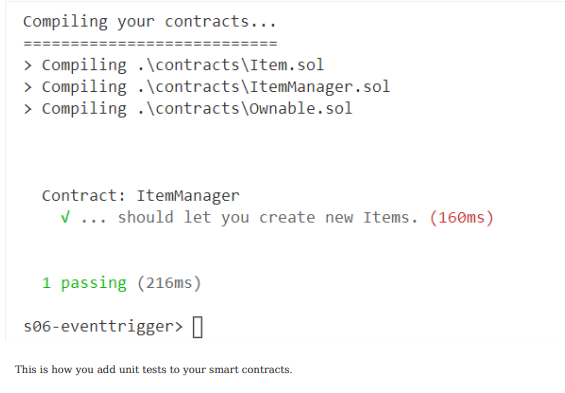 Compiling your contracts...
===========================
> Compiling .\contracts\Item.sol
> Compiling .\contracts\ItemManager.sol
> Compiling .\contracts\Ownable.sol
Contract: ItemManager
√ ... should let you create new Items. (160ms)
1 passing (216ms)
s06-eventtrigger>
This is how you add unit tests to your smart contracts.